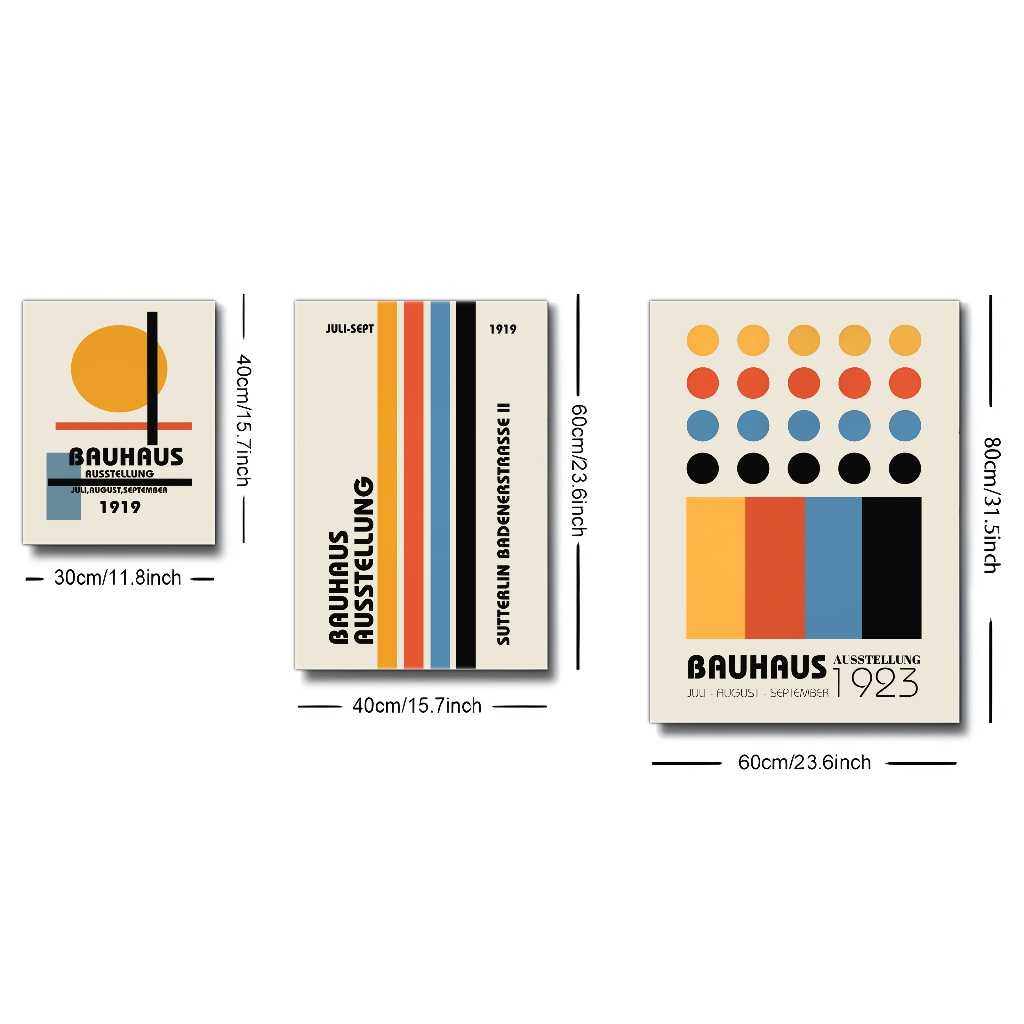 BAUHAUS
AUSSTELLUNG
JULI,AUGUST,SEPTEMBER
1919
40cm/15.7inch
30cm/11.8inch
JULI-SEPT
1919
BAUHAUS
AUSSTELLUNG
SUTTERLIN BADENERSTRASSE II
60cm/23.6inch
40cm/15.7inch
BAUHAUS
AUSSTELLUNG
JULI - AUGUST - SEPTEMBER
1923
80cm/31.5inch
60cm/23.6inch